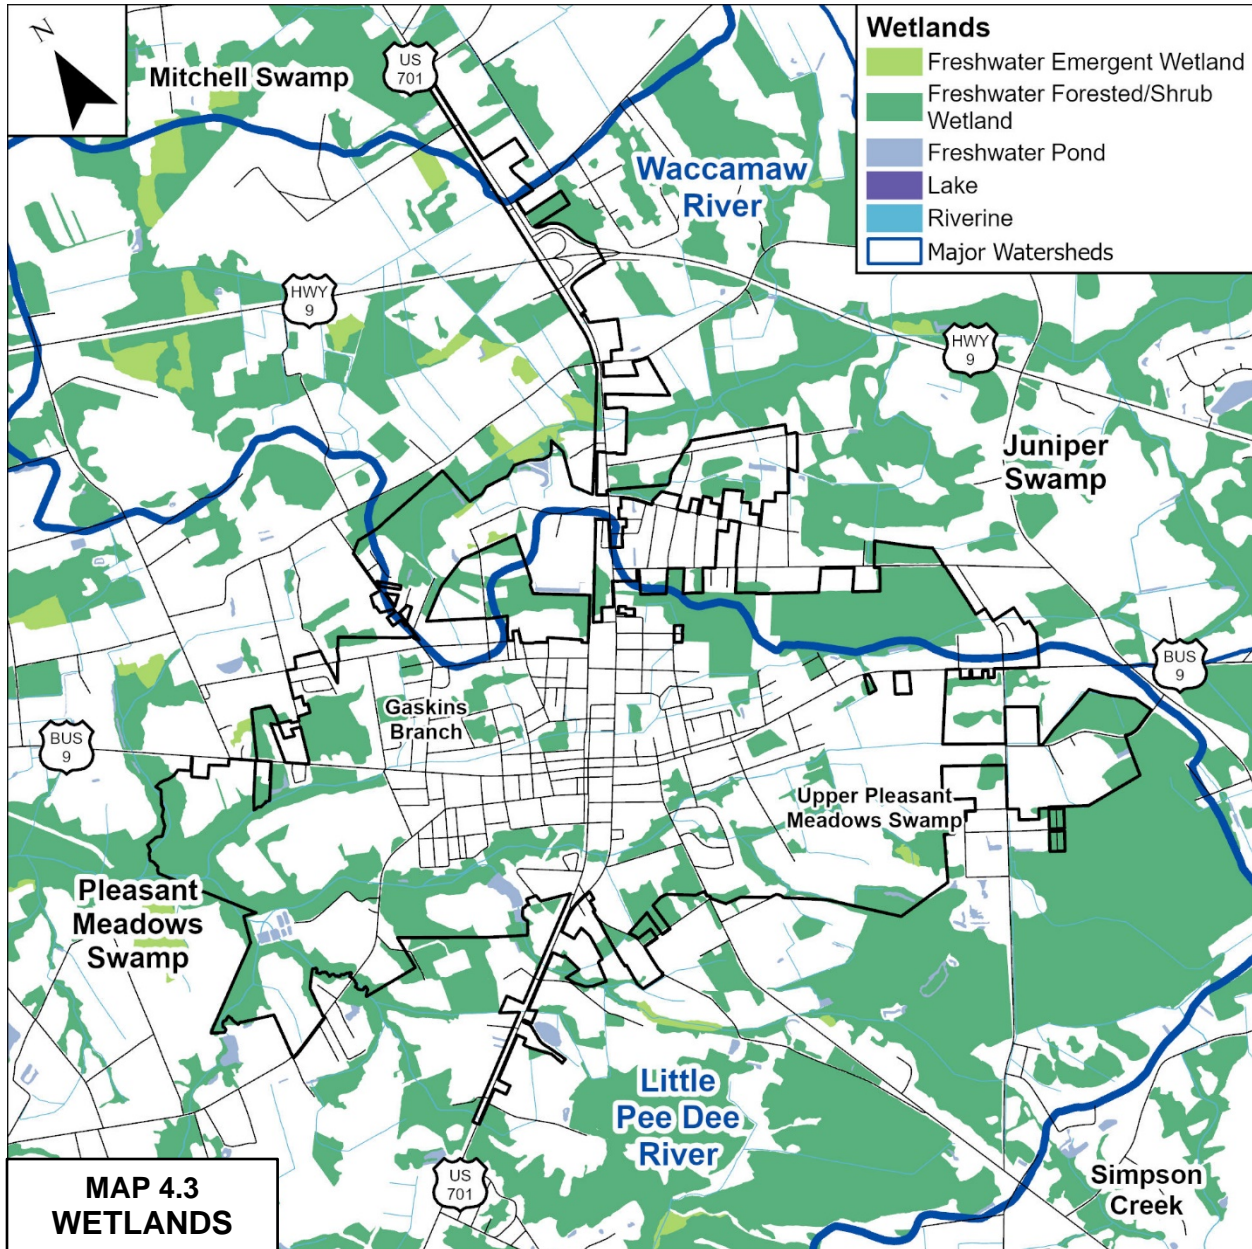 N
Mitchell Swamp
US
701
Wetlands
Freshwater Emergent Wetland
Freshwater Forested/Shrub
Wetland
Freshwater Pond
Lake
Riverine
Major Watersheds
Waccamaw
River
HWY
9
HWY
9
Juniper
Swamp
BUS
9
Gaskins
Branch
BUS
9
Upper Pleasant
Meadows Swamp
Pleasant
Meadows
Swamp
Little
Pee Dee
River
US
701
Simpson
Creek
MAP 4.3
WETLANDS